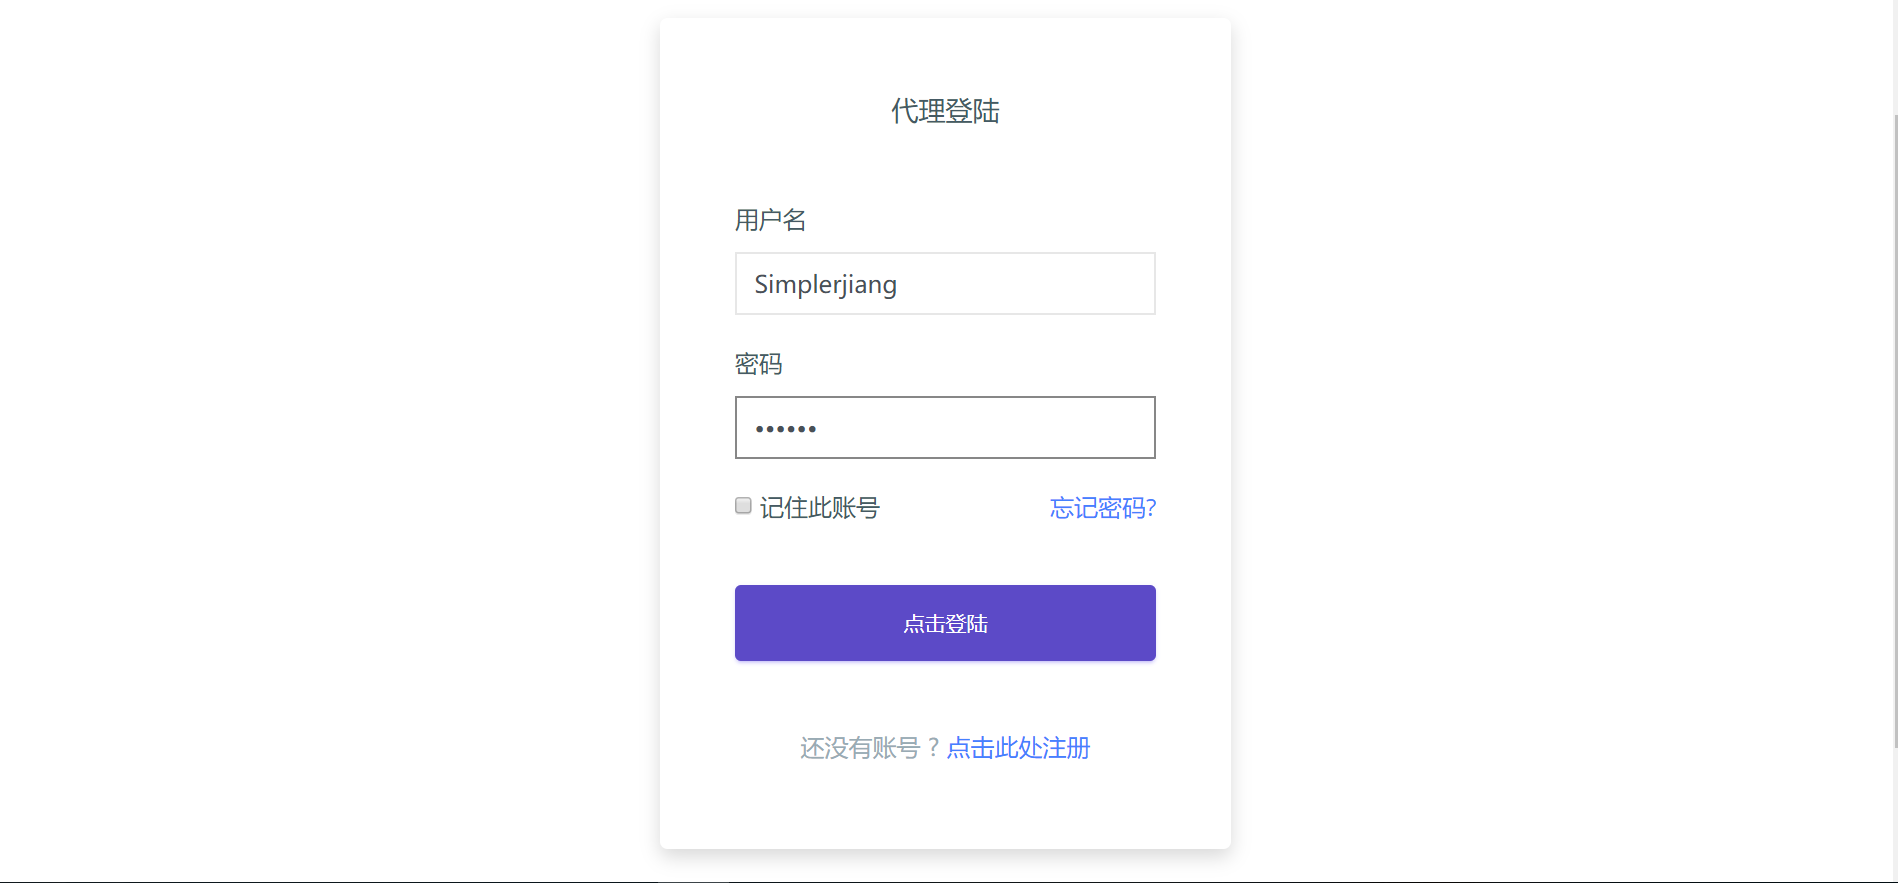 代理登陆
用户名
Simplerjiang
密码
••••••
记住此账号 忘记密码?
点击登陆
还没有账号？点击此处注册